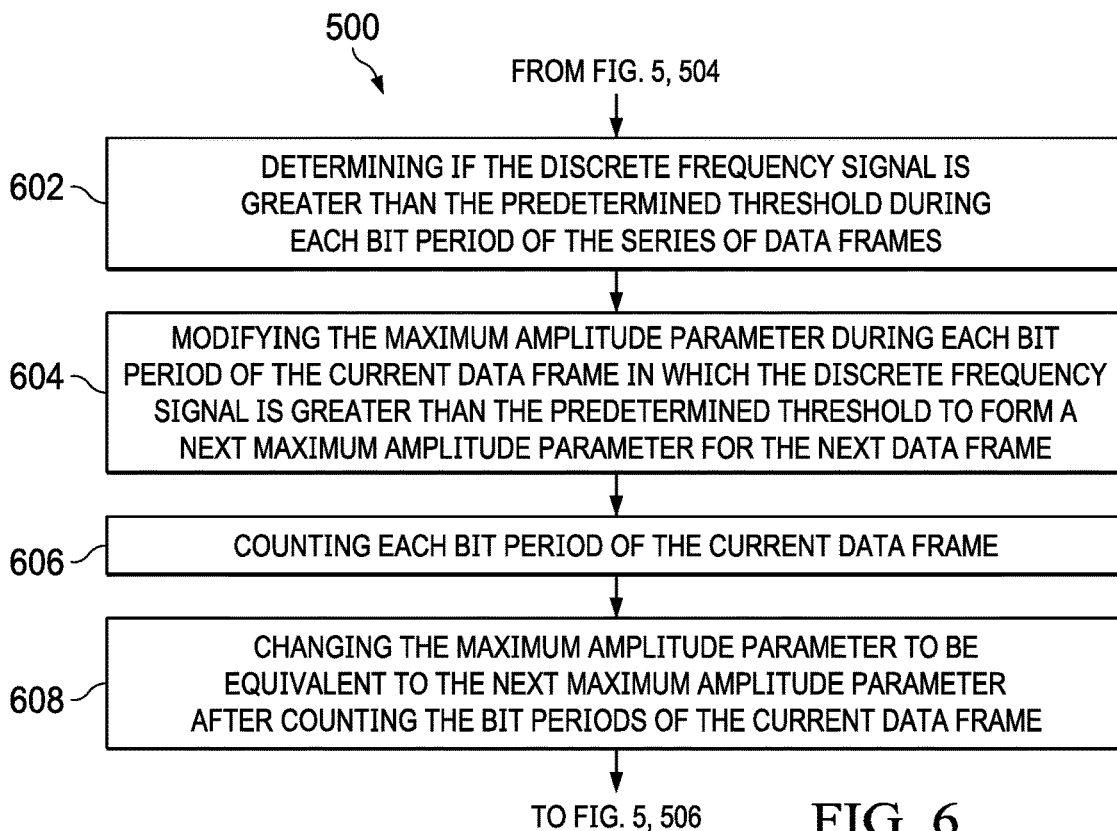 500
FROM FIG. 5, 504
602
DETERMINING IF THE DISCRETE FREQUENCY SIGNAL IS
GREATER THAN THE PREDETERMINED THRESHOLD DURING
EACH BIT PERIOD OF THE SERIES OF DATA FRAMES
604
MODIFYING THE MAXIMUM AMPLITUDE PARAMETER DURING EACH BIT
PERIOD OF THE CURRENT DATA FRAME IN WHICH THE DISCRETE FREQUENCY
SIGNAL IS GREATER THAN THE PREDETERMINED THRESHOLD TO FORM A
NEXT MAXIMUM AMPLITUDE PARAMETER FOR THE NEXT DATA FRAME
606
COUNTING EACH BIT PERIOD OF THE CURRENT DATA FRAME
608
CHANGING THE MAXIMUM AMPLITUDE PARAMETER TO BE
EQUIVALENT TO THE NEXT MAXIMUM AMPLITUDE PARAMETER
AFTER COUNTING THE BIT PERIODS OF THE CURRENT DATA FRAME
TO FIG. 5, 506
FIG. 6